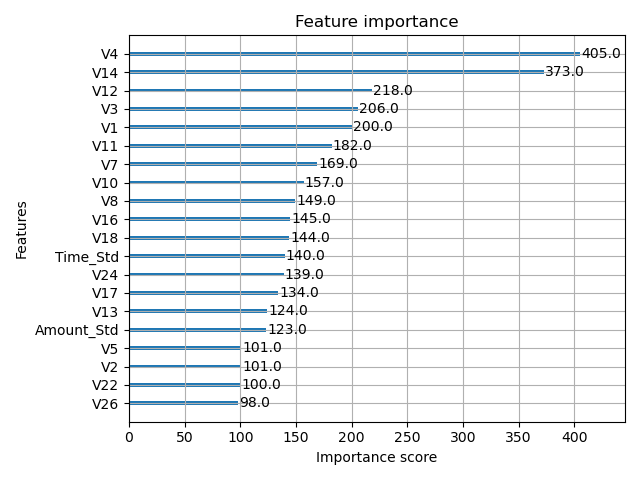 Feature importance
Features
V4 405.0
V14 373.0
V12 218.0
V3 206.0
V1 200.0
V11 182.0
V7 169.0
V10 157.0
V8 149.0
V16 145.0
V18 144.0
Time_Std 140.0
V24 139.0
V17 134.0
V13 124.0
Amount_Std 123.0
V5 101.0
V2 101.0
V22 100.0
V26 98.0
0 50 100 150 200 250 300 350 400
Importance score